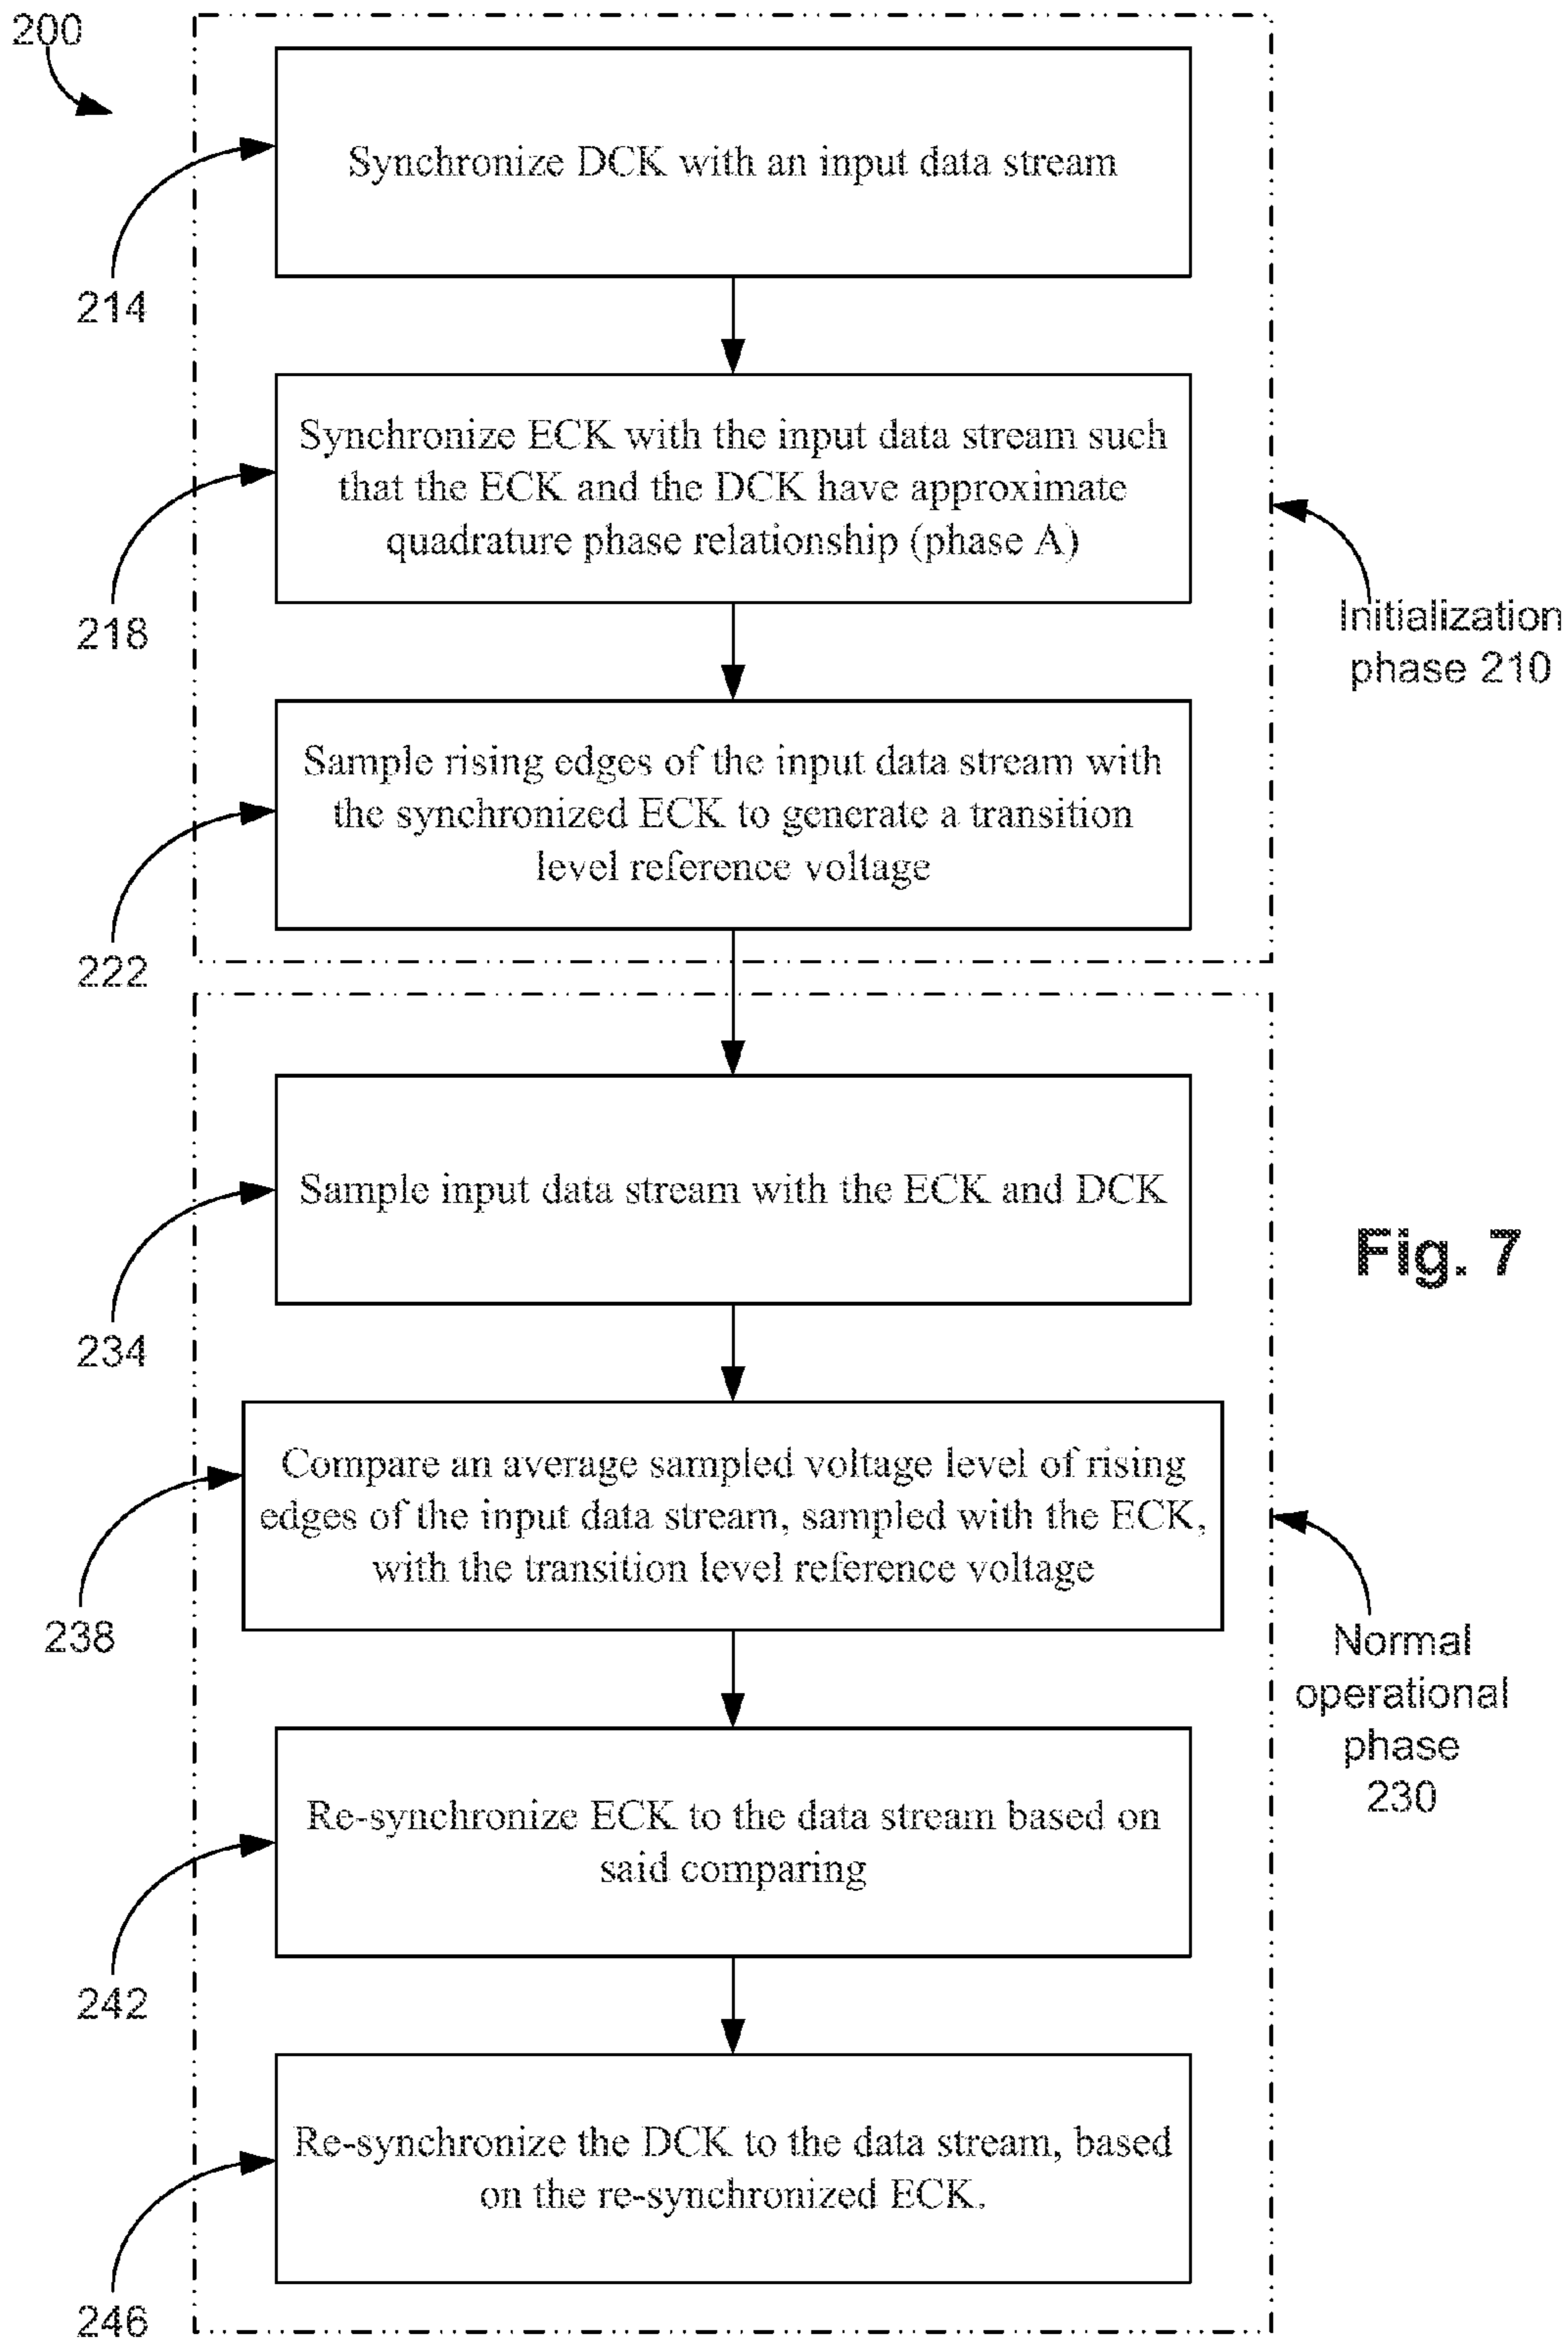 200
Synchronize DCK with an input data stream
214
Synchronize ECK with the input data stream such
that the ECK and the DCK have approximate
quadrature phase relationship (phase A)
218
Initialization
phase 210
Sample rising edges of the input data stream with
the synchronized ECK to generate a transition
level reference voltage
222
Sample input data stream with the ECK and DCK
234
Fig. 7
Compare an average sampled voltage level of rising
edges of the input data stream, sampled with the ECK,
with the transition level reference voltage
238
Normal
operational
phase
230
Re-synchronize ECK to the data stream based on
said comparing
242
Re-synchronize the DCK to the data stream, based
on the re-synchronized ECK.
246